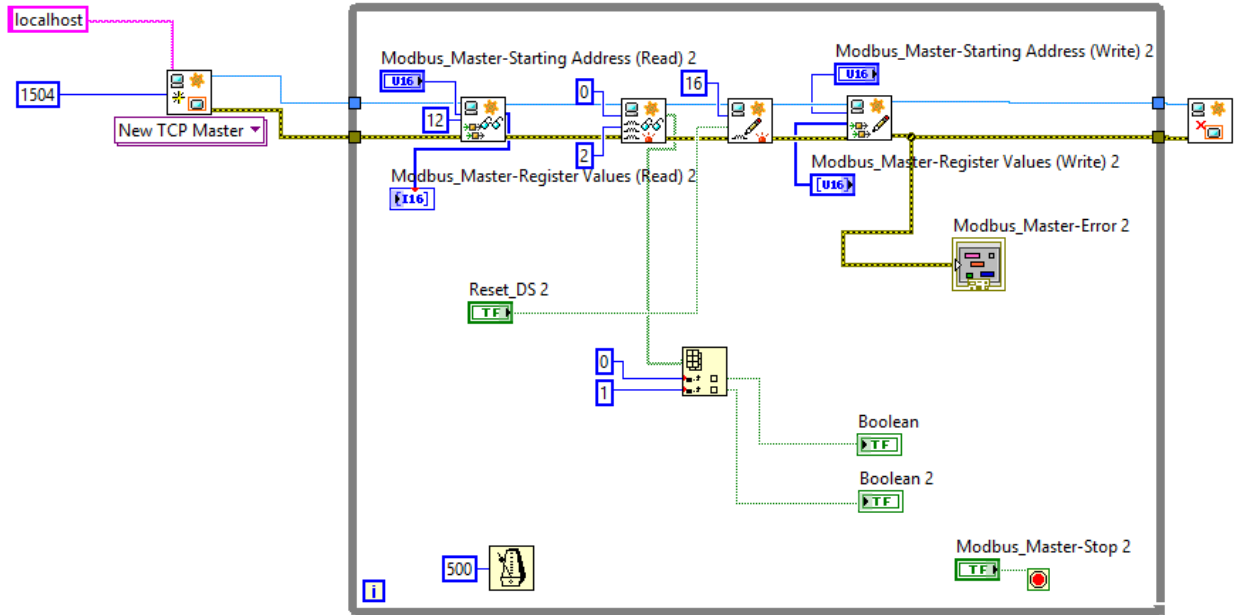 localhost
1504
New TCP Master
Modbus_Master-Starting Address (Read) 2
U16
12
Modbus_Master-Register Values (Read) 2
[I16]
0
2
16
Modbus_Master-Starting Address (Write) 2
U16
Modbus_Master-Register Values (Write) 2
[U16]
Modbus_Master-Error 2
Reset_DS 2
TF
0
1
Boolean
TF
Boolean 2
TF
500
i
Modbus_Master-Stop 2
TF